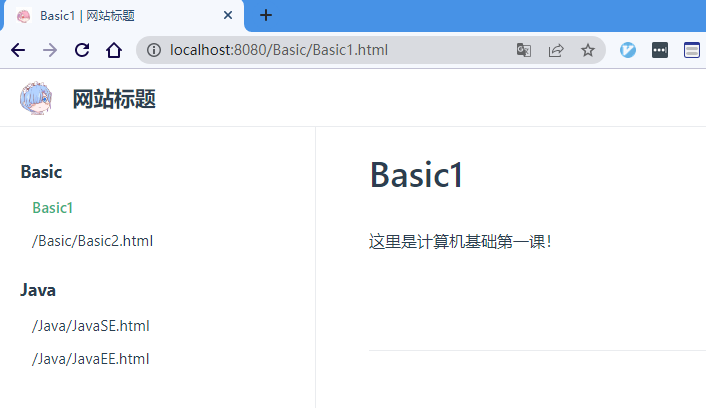 Basic1 | 网站标题
localhost:8080/Basic/Basic1.html
网站标题
Basic
Basic1
/Basic/Basic2.html
Java
/Java/JavaSE.html
/Java/JavaEE.html
Basic1
这里是计算机基础第一课!